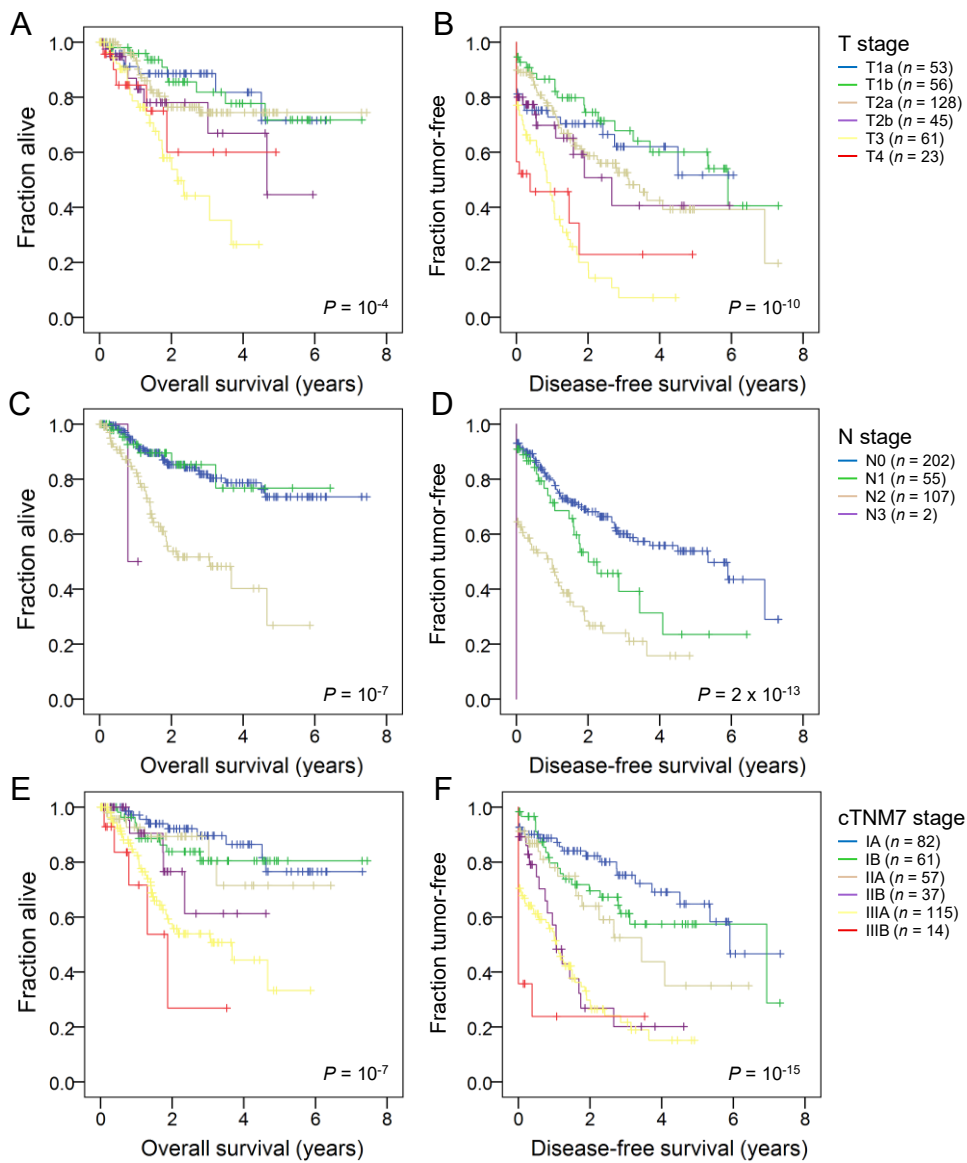 A
Fraction alive
1.0
0.8
0.6
0.4
0.2
0.0
P = 10-4
0 2 4 6 8
Overall survival (years)
B
Fraction tumor-free
1.0
0.8
0.6
0.4
0.2
0.0
P = 10-10
0 2 4 6 8
Disease-free survival (years)
T stage
T1a (n = 53)
T1b (n = 56)
T2a (n = 128)
T2b (n = 45)
T3 (n = 61)
T4 (n = 23)
C
Fraction alive
1.0
0.8
0.6
0.4
0.2
0.0
P = 10-7
0 2 4 6 8
Overall survival (years)
D
Fraction tumor-free
1.0
0.8
0.6
0.4
0.2
0.0
P = 2 x 10-13
0 2 4 6 8
Disease-free survival (years)
N stage
N0 (n = 202)
N1 (n = 55)
N2 (n = 107)
N3 (n = 2)
E
Fraction alive
1.0
0.8
0.6
0.4
0.2
0.0
P = 10-7
0 2 4 6 8
Overall survival (years)
F
Fraction tumor-free
1.0
0.8
0.6
0.4
0.2
0.0
P = 10-15
0 2 4 6 8
Disease-free survival (years)
cTNM7 stage
IA (n = 82)
IB (n = 61)
IIA (n = 57)
IIB (n = 37)
IIIA (n = 115)
IIIB (n = 14)